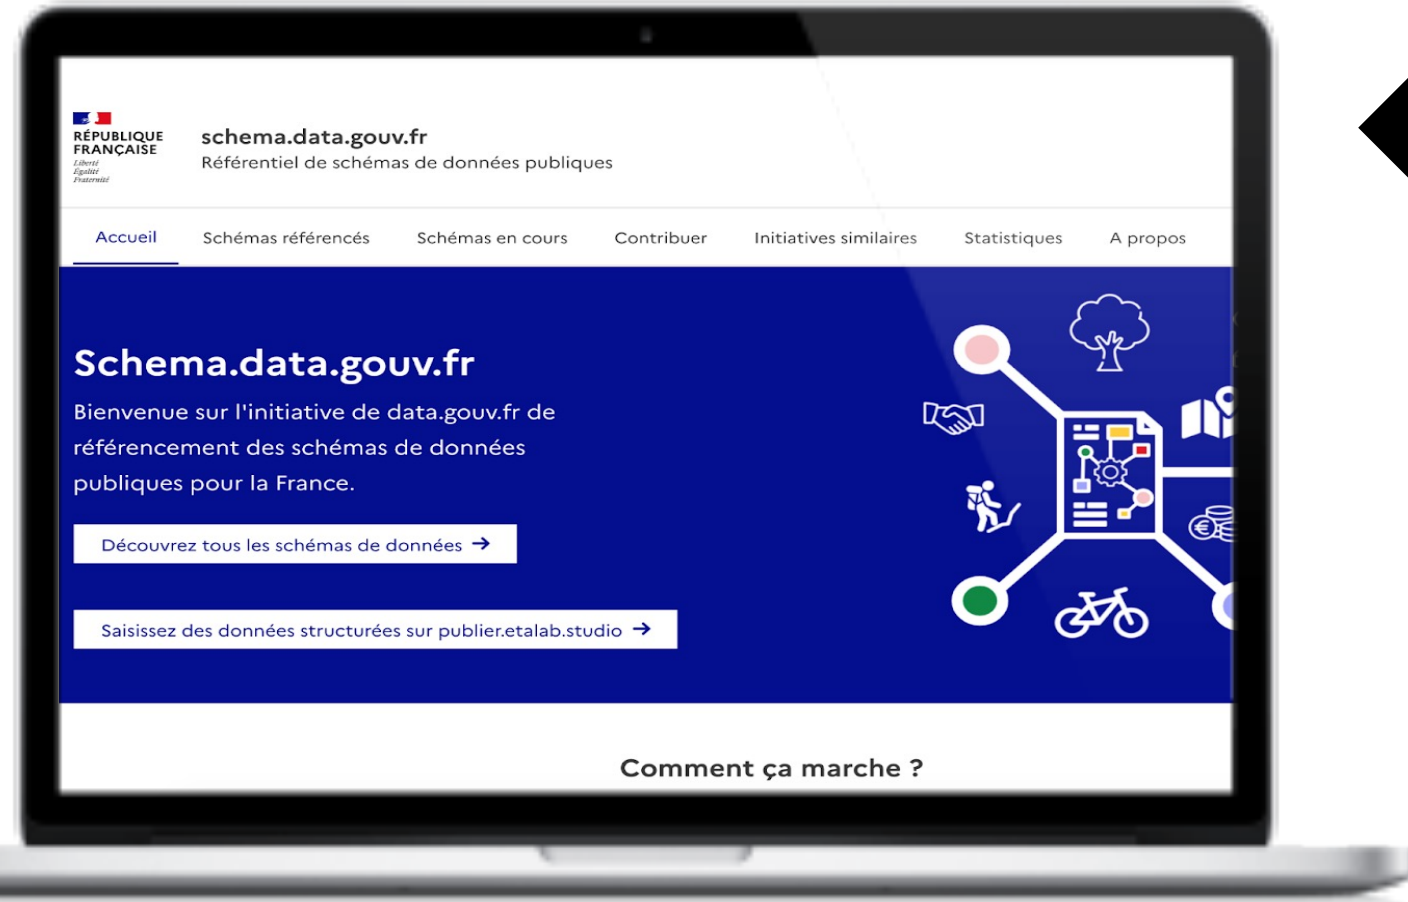 RÉPUBLIQUE
FRANÇAISE
Liberté
Égalité
Fraternité
schema.data.gouv.fr
Référentiel de schémas de données publiques
Accueil
Schémas référencés
Schémas en cours
Contribuer
Initiatives similaires
Statistiques
A propos
Schema.data.gouv.fr
Bienvenue sur l'initiative de data.gouv.fr de
référencement des schémas de données
publiques pour la France.
Découvrez tous les schémas de données →
Saisissez des données structurées sur publier.etalab.studio →
Comment ça marche ?